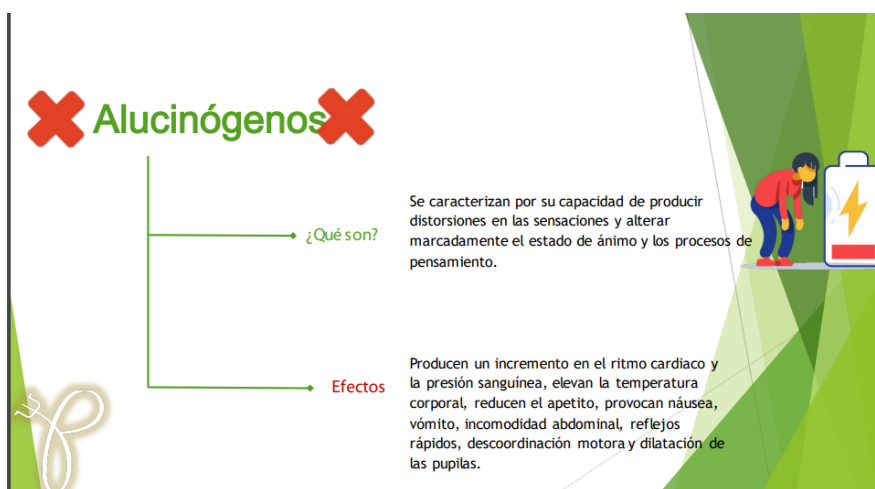 Alucinógenos
¿Qué son?
Se caracterizan por su capacidad de producir
distorsiones en las sensaciones y alterar
marcadamente el estado de ánimo y los procesos de
pensamiento.
Efectos
Producen un incremento en el ritmo cardiaco y
la presión sanguínea, elevan la temperatura
corporal, reducen el apetito, provocan náusea,
vómito, incomodidad abdominal, reflejos
rápidos, descoordinación motora y dilatación de
las pupilas.